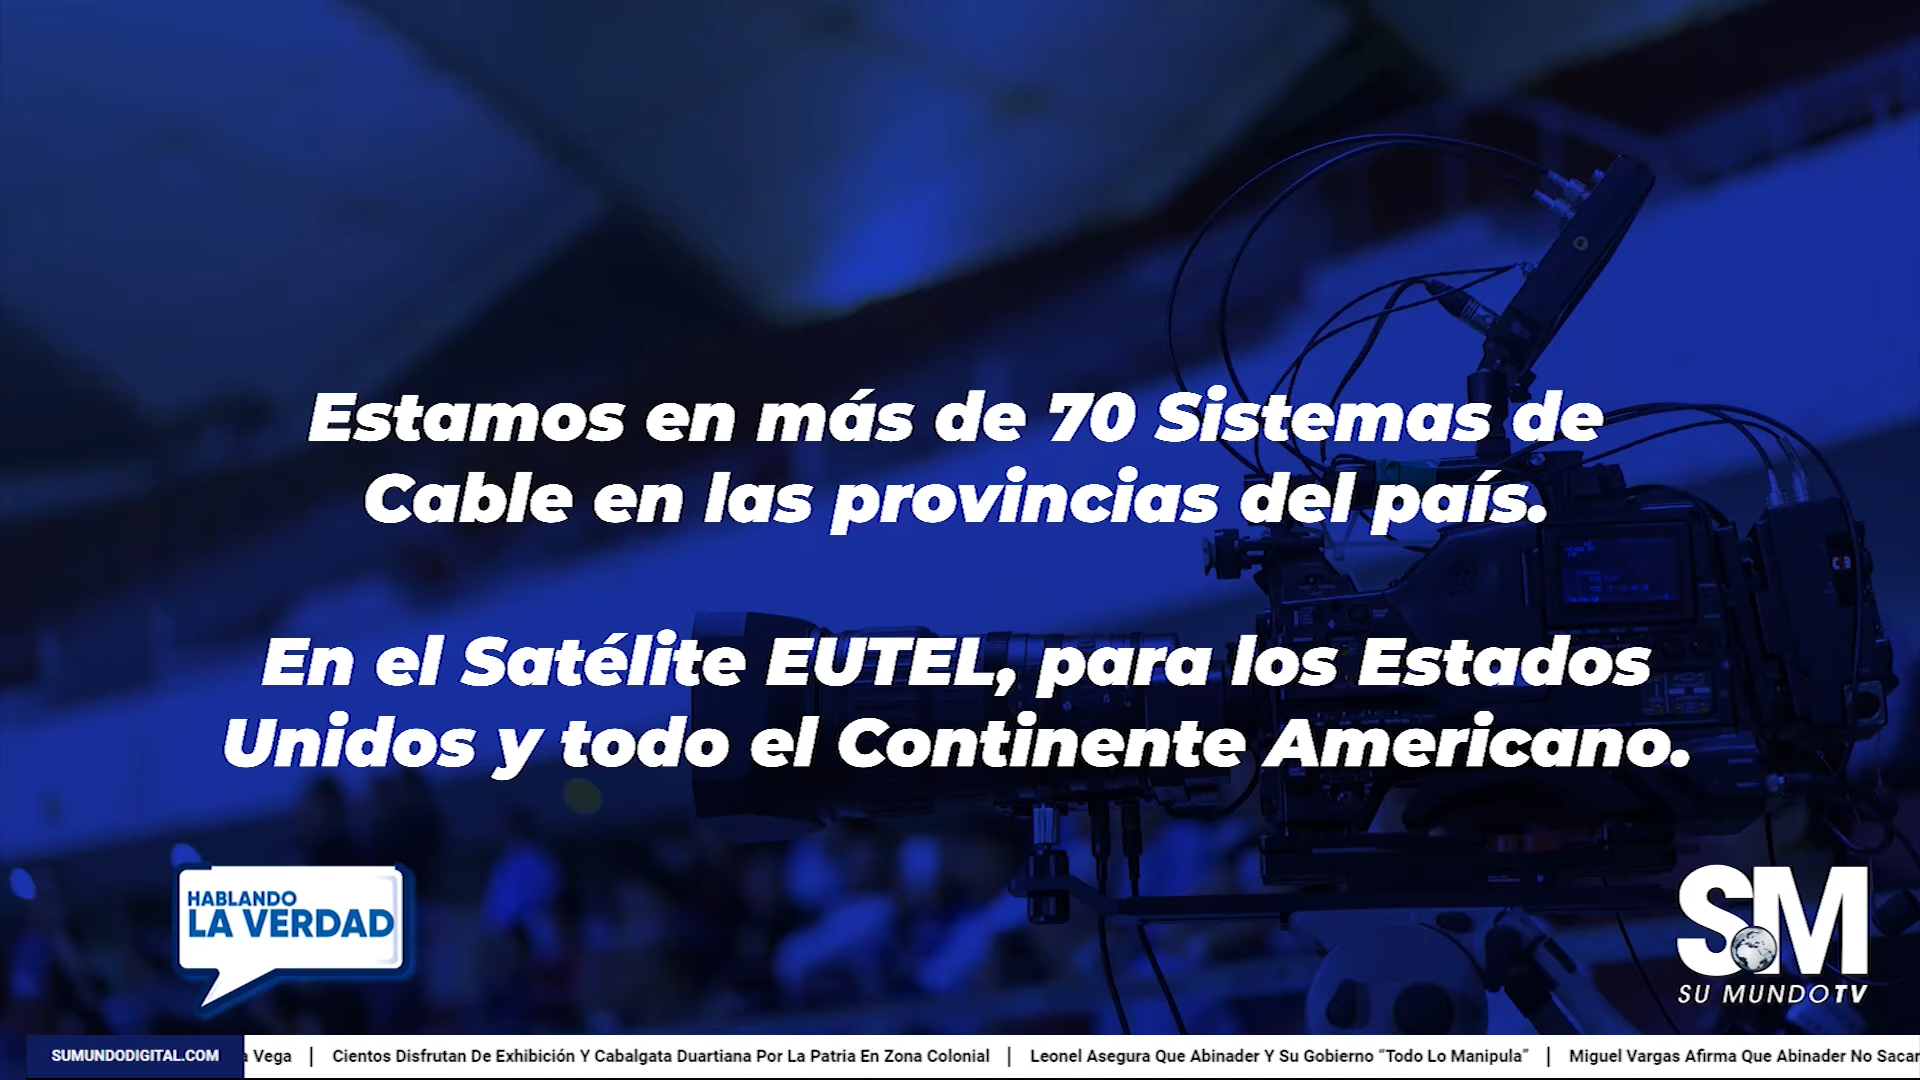 Estamos en más de 70 Sistemas de
Cable en las provincias del país.
En el Satélite EUTEL, para los Estados
Unidos y todo el Continente Americano.
HABLANDO
LA VERDAD
SM
SU MUNDOTV
SUMUNDODIGITAL.COM
a Vega | Cientos Disfrutan De Exhibición Y Cabalgata Duartiana Por La Patria En Zona Colonial | Leonel Asegura Que Abinader Y Su Gobierno “Todo Lo Manipula” | Miguel Vargas Afirma Que Abinader No Sacar